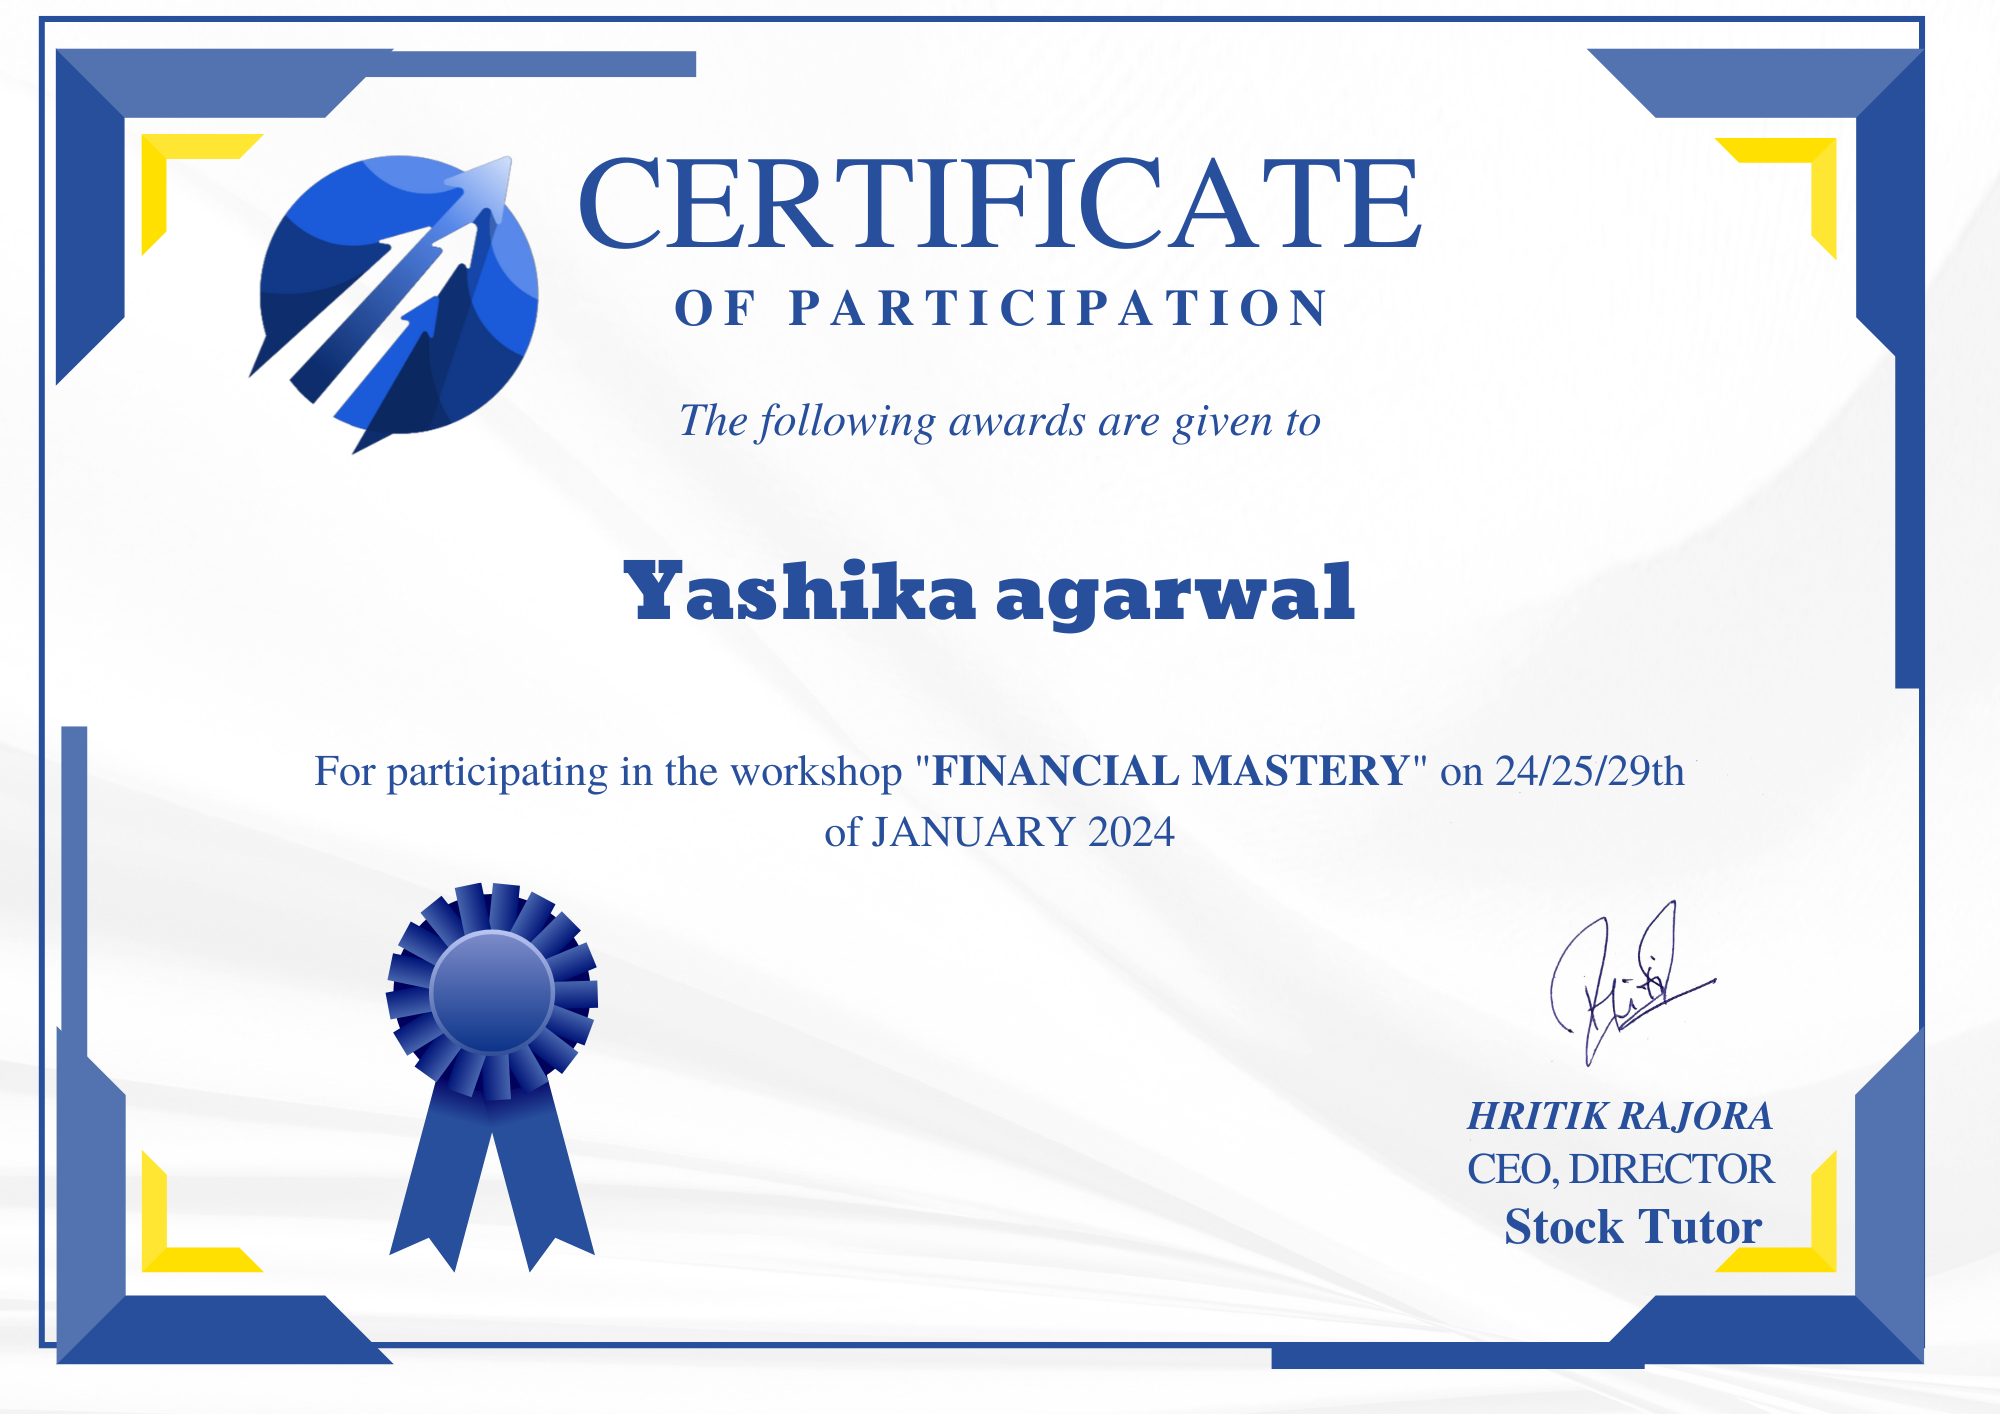 CERTIFICATE
OF PARTICIPATION
The following awards are given to
Yashika agarwal
For participating in the workshop "FINANCIAL MASTERY" on 24/25/29th
of JANUARY 2024
HRITIK RAJORA
CEO, DIRECTOR
Stock Tutor